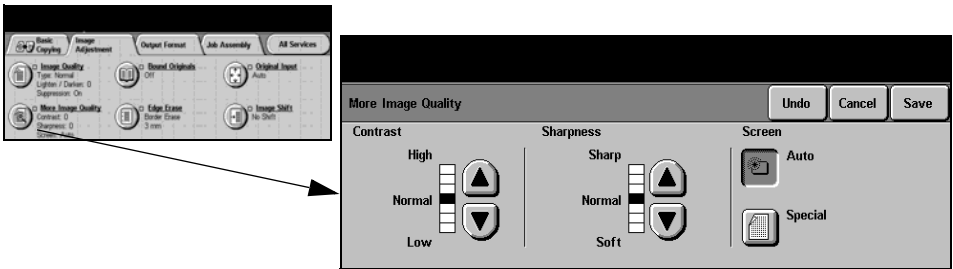 Basic Copying
Image Adjustment
Output Format
Job Assembly
All Services
Image Quality
Type: Normal
Lighten / Darken: 0
Suppression: On
Bound Originals
Off
Original Input
Auto
More Image Quality
Contrast: 0
Sharpness: 0
Screen: Auto
Edge Erase
Border Erase
3 mm
Image Shift
No Shift
More Image Quality
Undo
Cancel
Save
Contrast
High
Normal
Low
Sharpness
Sharp
Normal
Soft
Screen
Auto
Special